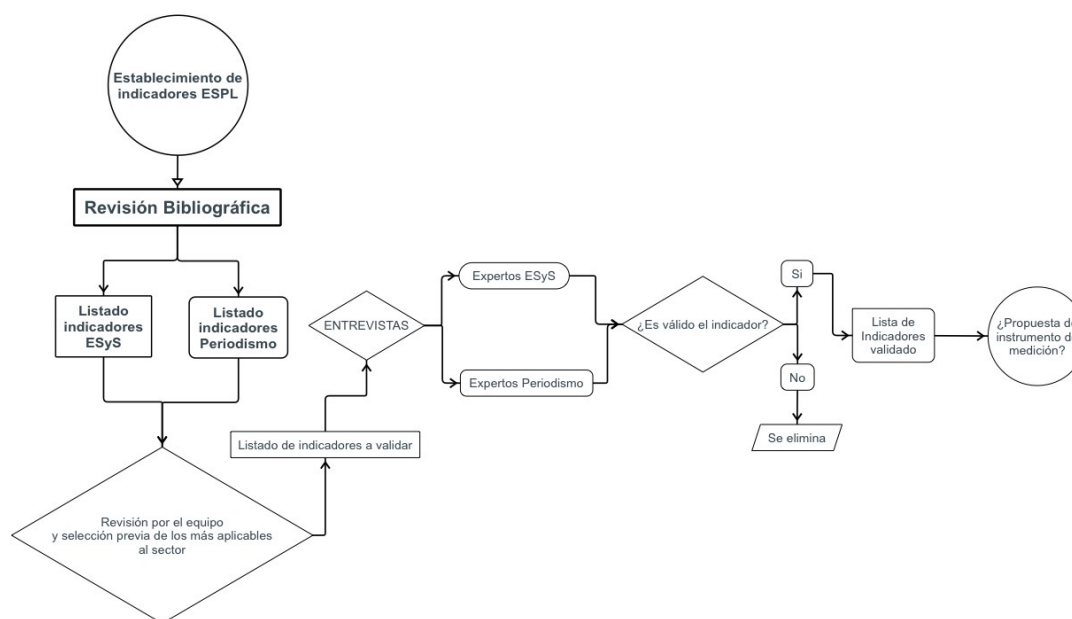 Establecimiento de
indicadores ESPL
Revisión Bibliográfica
Listado
indicadores
ESyS
Listado
indicadores
Periodismo
Revisión por el equipo
y selección previa de los más aplicables
al sector
Listado de indicadores a validar
ENTREVISTAS
Expertos ESyS
Expertos Periodismo
¿Es válido el indicador?
Si
No
Se elimina
Lista de
Indicadores
validado
¿Propuesta de
instrumento de
medición?